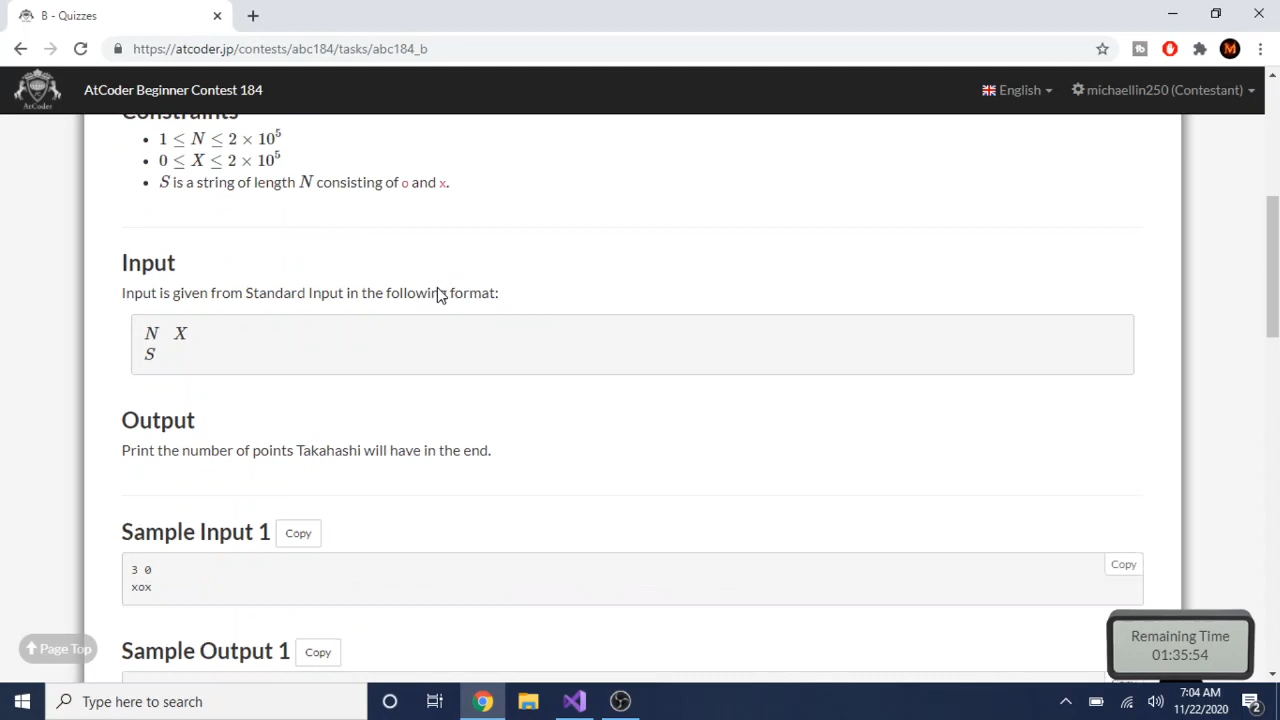 B - Quizzes
https://atcoder.jp/contests/abc184/tasks/abc184_b
M
AtCoder
AtCoder Beginner Contest 184
English
michaellin250 (Contestant)
Constraints
1 ≤ N ≤ 2 × 10⁵
0 ≤ X ≤ 2 × 10⁵
S is a string of length N consisting of o and x.
Input
Input is given from Standard Input in the following format:
N X
S
Output
Print the number of points Takahashi will have in the end.
Sample Input 1 Copy
Copy
3 0
xox
Sample Output 1 Copy
Page Top
Remaining Time
01:35:54
Type here to search
7:04 AM
11/22/2020
2